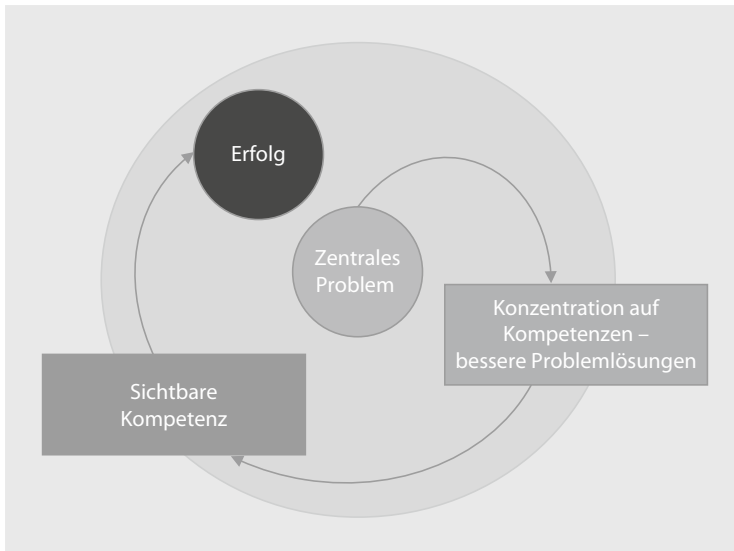 Erfolg
Zentrales
Problem
Konzentration auf
Kompetenzen –
bessere Problemlösungen
Sichtbare
Kompetenz